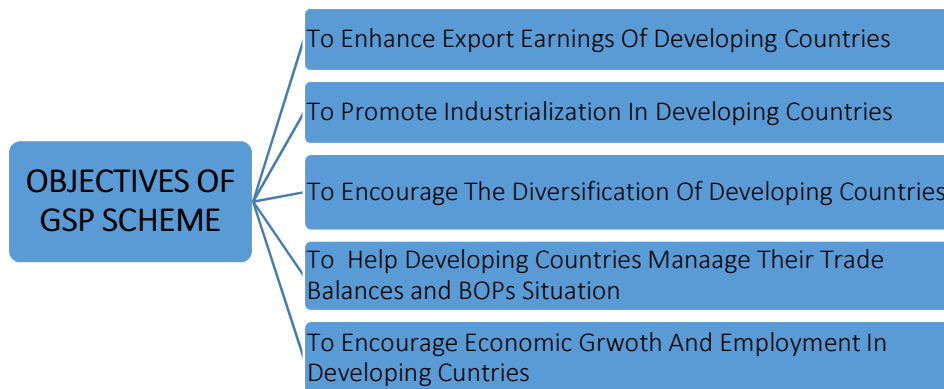 OBJECTIVES OF
GSP SCHEME
To Enhance Export Earnings Of Developing Countries
To Promote Industrialization In Developing Countries
To Encourage The Diversification Of Developing Countries
To Help Developing Countries Manaage Their Trade
Balances and BOPs Situation
To Encourage Economic Grwoth And Employment In
Developing Cuntries